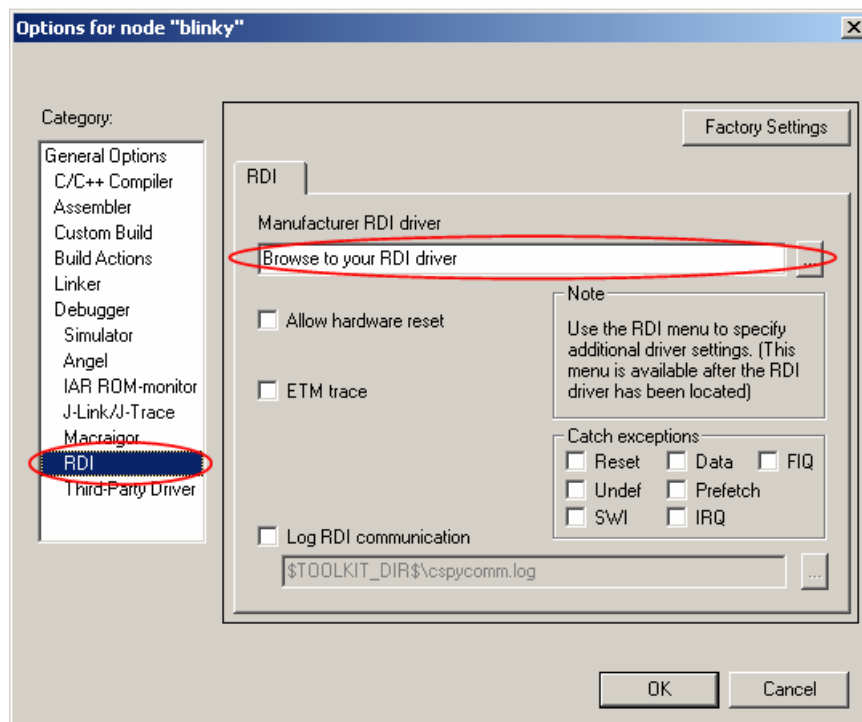 Options for node "blinky"
Category:
General Options
C/C++ Compiler
Assembler
Custom Build
Build Actions
Linker
Debugger
Simulator
Angel
IAR ROM-monitor
J-Link/J-Trace
Macraigor
RDI
Third-Party Driver
Factory Settings
RDI
Manufacturer RDI driver
Browse to your RDI driver
...
Allow hardware reset
ETM trace
Note
Use the RDI menu to specify
additional driver settings. (This
menu is available after the RDI
driver has been located)
Catch exceptions
Reset Data FIQ
Undef Prefetch
SWI IRQ
Log RDI communication
$TOOLKIT_DIR$\cspycomm.log
...
OK Cancel